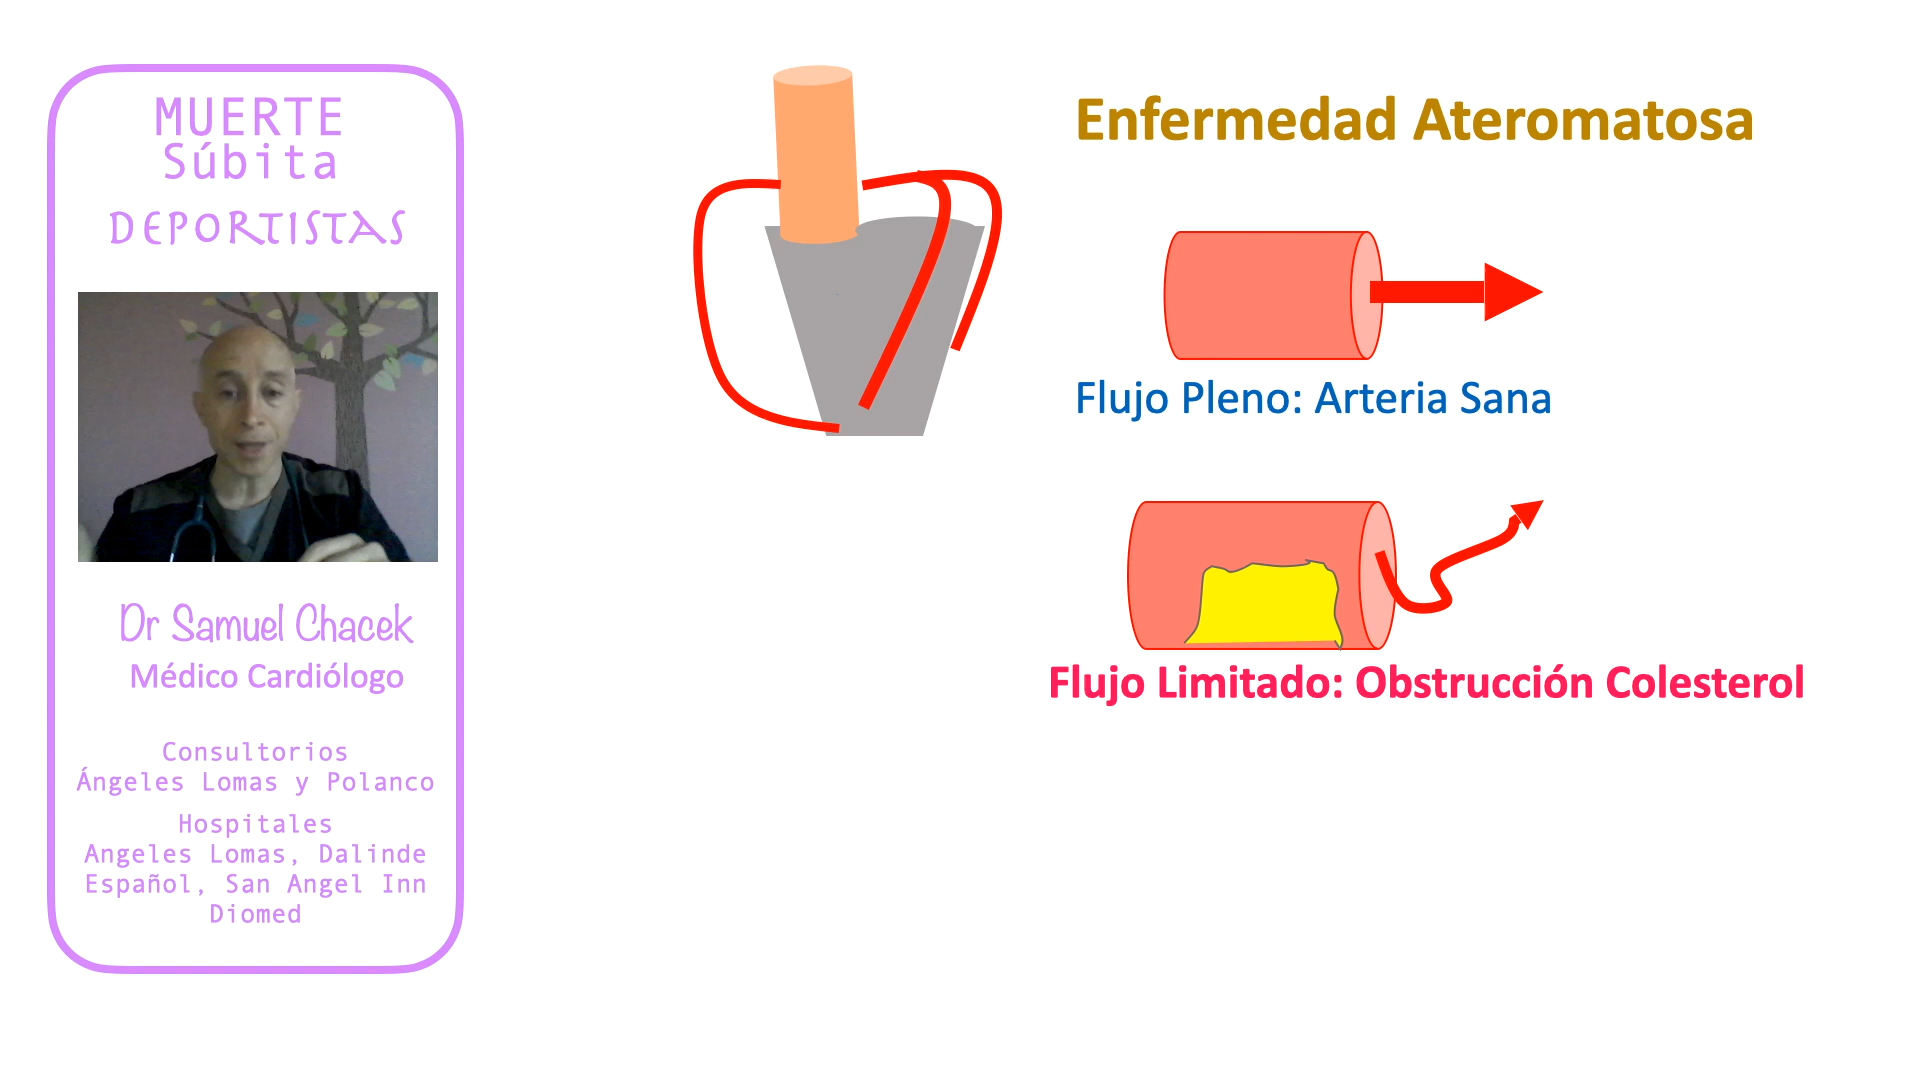 MUERTE
Súbita
DEPORTISTAS
Dr Samuel Chacek
Médico Cardiólogo
Consultorios
Ángeles Lomas y Polanco
Hospitales
Angeles Lomas, Dalinde
Español, San Angel Inn
Diomed
Enfermedad Ateromatosa
Flujo Pleno: Arteria Sana
Flujo Limitado: Obstrucción Colesterol